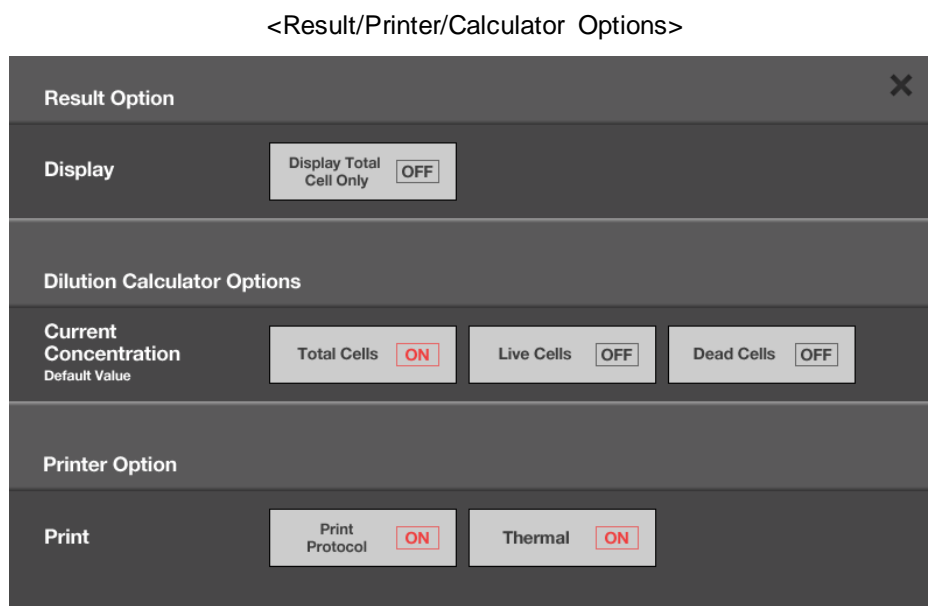 <Result/Printer/Calculator Options>
Result Option
Display
Display Total
Cell Only
OFF
Dilution Calculator Options
Current
Concentration
Default Value
Total Cells ON
Live Cells OFF
Dead Cells OFF
Printer Option
Print
Print
Protocol
ON
Thermal ON